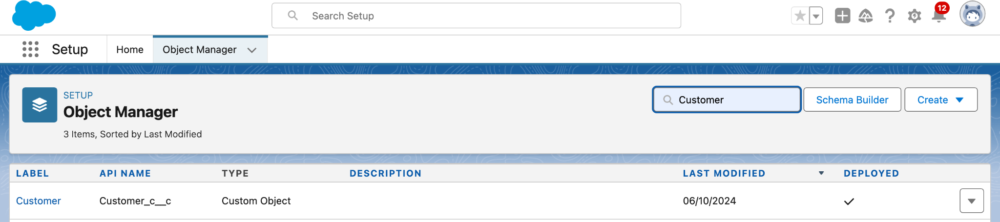 Search Setup
12
Setup Home Object Manager
SETUP
Object Manager
3 Items, Sorted by Last Modified
Customer Schema Builder Create
LABEL API NAME TYPE DESCRIPTION LAST MODIFIED DEPLOYED
Customer Customer_c__c Custom Object 06/10/2024